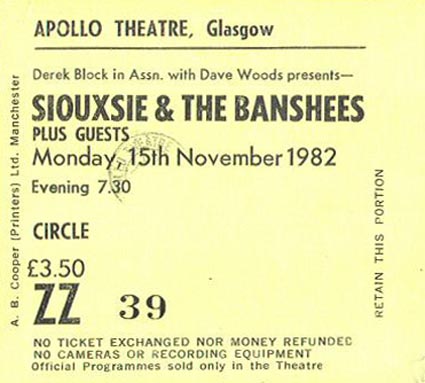 APOLLO THEATRE, Glasgow
Derek Block in Assn. with Dave Woods presents—
SIOUXSIE & THE BANSHEES
PLUS GUESTS
Monday, 15th November 1982
Evening 7.30
CIRCLE
£3.50
ZZ 39
NO TICKET EXCHANGED NOR MONEY REFUNDED
NO CAMERAS OR RECORDING EQUIPMENT
Official Programmes sold only in the Theatre
A. B. Cooper (Printers) Ltd. Manchester
RETAIN THIS PORTION